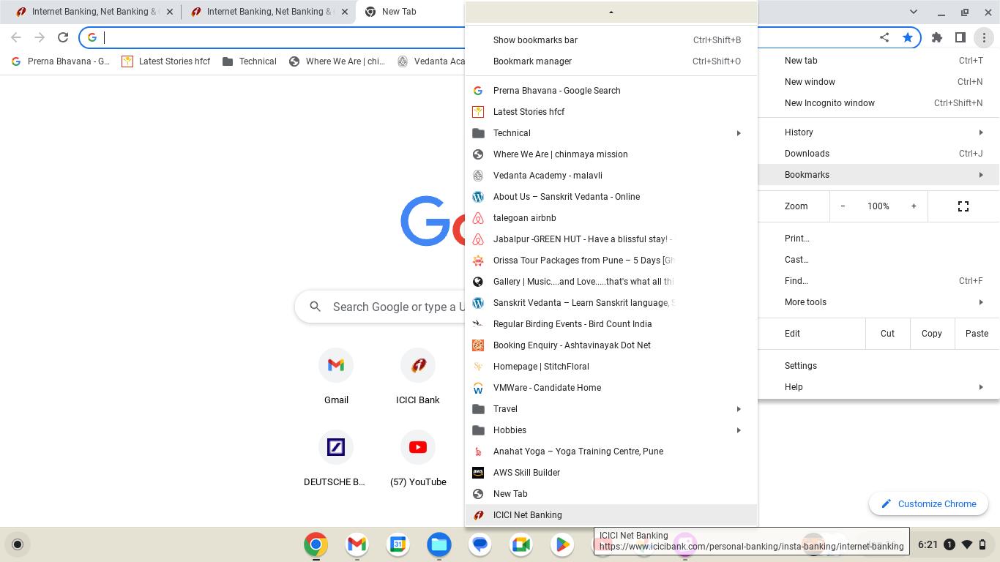 Internet Banking, Net Banking &
Internet Banking, Net Banking &
New Tab
Prerna Bhavana - G...
Latest Stories hfcf
Technical
Where We Are | chi...
Vedanta Aca
Show bookmarks bar Ctrl+Shift+B
Bookmark manager Ctrl+Shift+O
Prerna Bhavana - Google Search
Latest Stories hfcf
Technical
Where We Are | chinmaya mission
Vedanta Academy - malavli
About Us – Sanskrit Vedanta - Online
talegoan airbnb
Jabalpur -GREEN HUT - Have a blissful stay! -
Orissa Tour Packages from Pune – 5 Days [Gh
Gallery | Music....and Love.....that's what all thi
Sanskrit Vedanta – Learn Sanskrit language, S
Regular Birding Events - Bird Count India
Booking Enquiry - Ashtavinayak Dot Net
Homepage | StitchFloral
VMWare - Candidate Home
Travel
Hobbies
Anahat Yoga – Yoga Training Centre, Pune
AWS Skill Builder
New Tab
ICICI Net Banking
New tab Ctrl+T
New window Ctrl+N
New Incognito window Ctrl+Shift+N
History
Downloads Ctrl+J
Bookmarks
Zoom - 100% +
Print...
Cast...
Find... Ctrl+F
More tools
Edit Cut Copy Paste
Settings
Help
Go
Search Google or type a U
Gmail
ICICI Bank
DEUTSCHE B...
(57) YouTube
Customize Chrome
ICICI Net Banking
https://www.icicibank.com/personal-banking/insta-banking/internet-banking
6:21 1